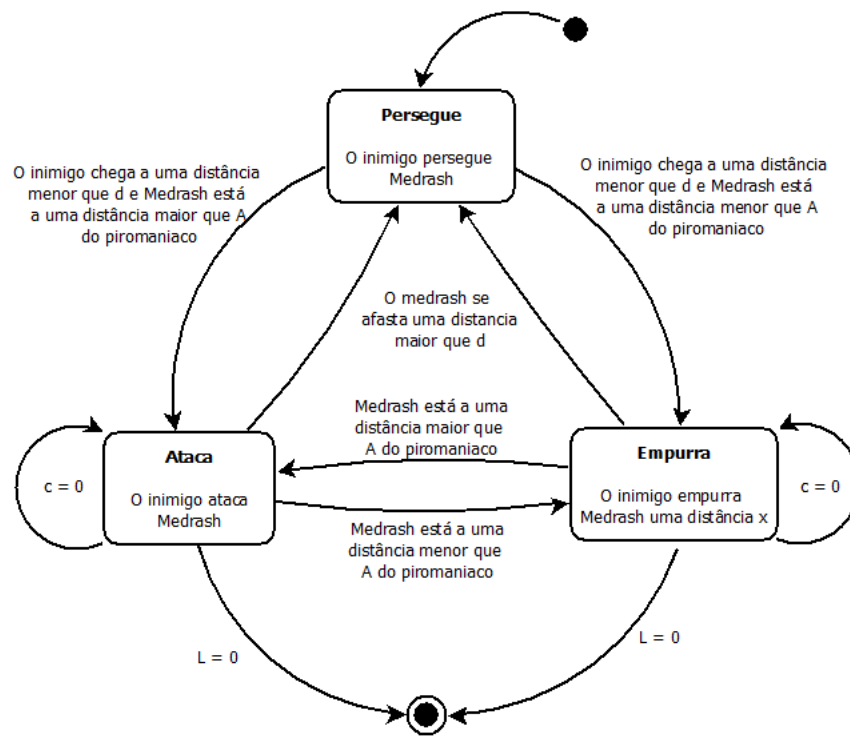 Persegue
O inimigo persegue
Medrash
O inimigo chega a uma distância
menor que d e Medrash está
a uma distância maior que A
do piromaniaco
O inimigo chega a uma distância
menor que d e Medrash está
a uma distância menor que A
do piromaniaco
O medrash se
afasta uma distancia
maior que d
Medrash está a uma
distância maior que
A do piromaniaco
Ataca
O inimigo ataca
Medrash
c = 0
Empurra
O inimigo empurra
Medrash uma distância x
c = 0
Medrash está a uma
distância menor que
A do piromaniaco
L = 0
L = 0